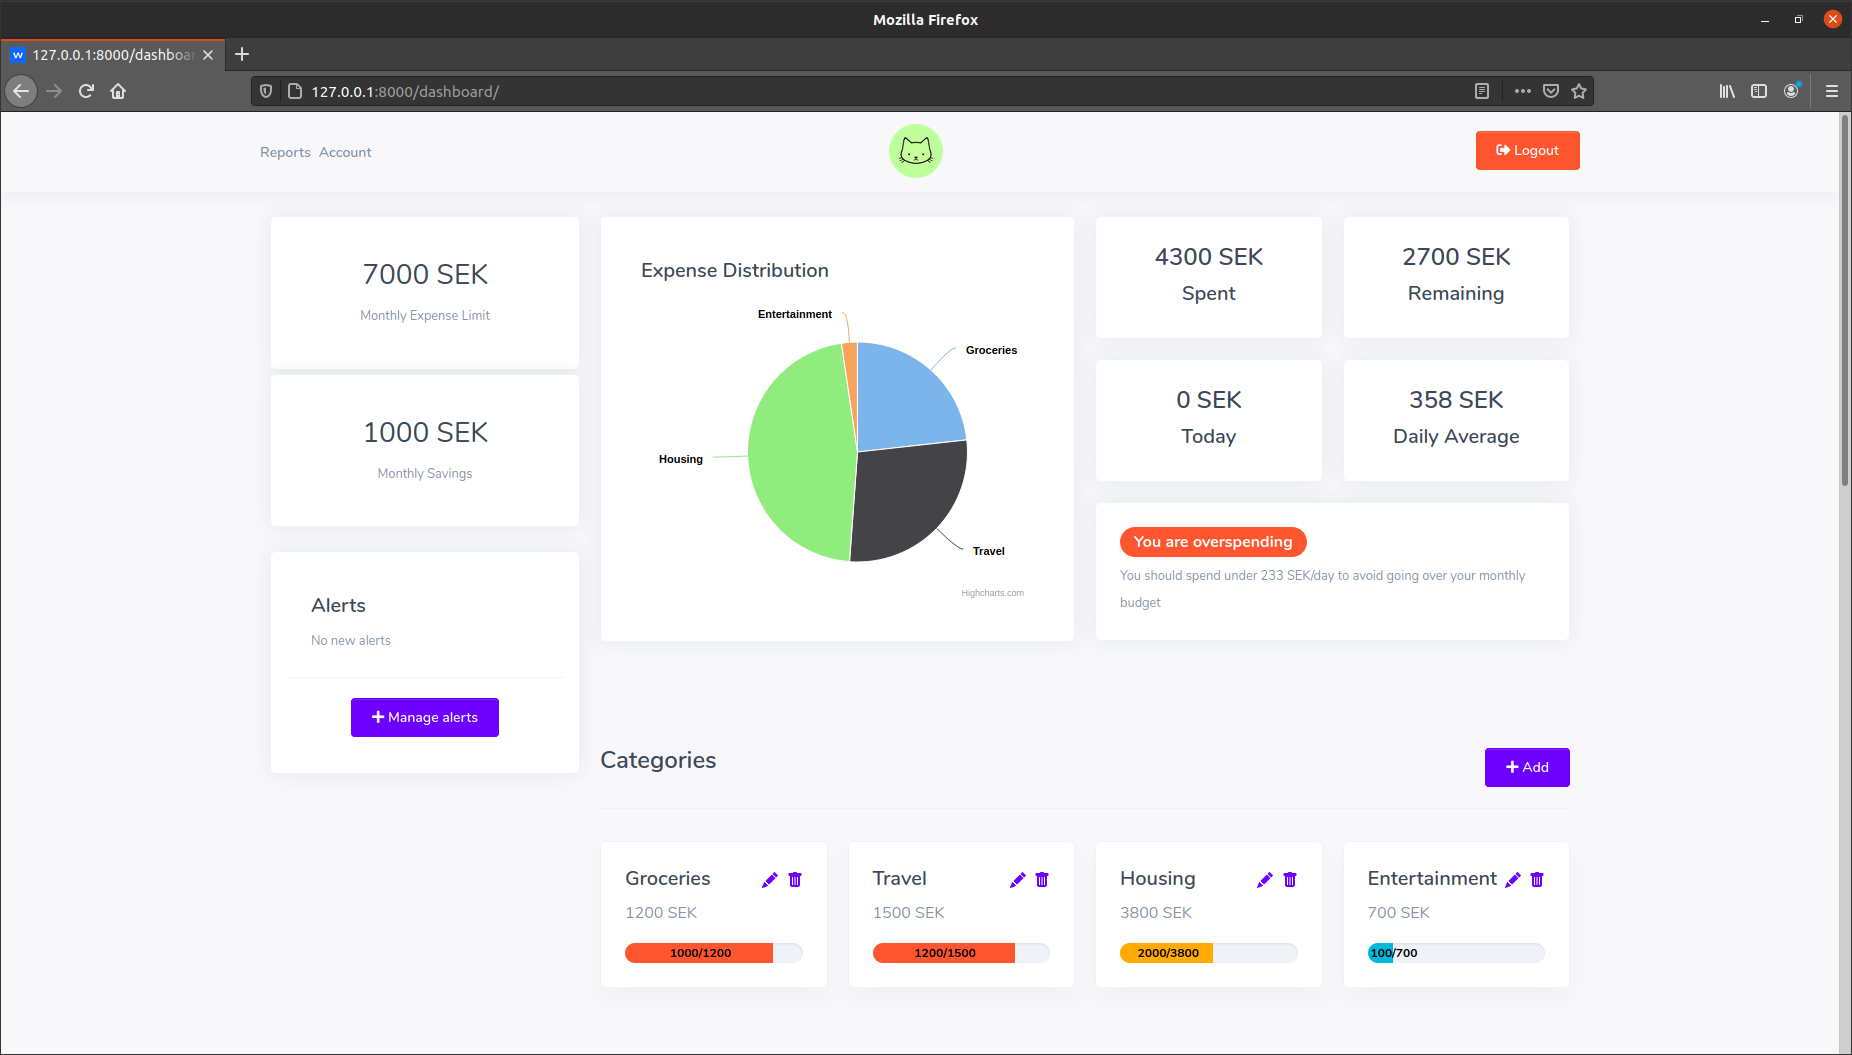 Mozilla Firefox
w 127.0.0.1:8000/dashboar
127.0.0.1:8000/dashboard/
Reports Account
Logout
7000 SEK
Monthly Expense Limit
1000 SEK
Monthly Savings
Alerts
No new alerts
Manage alerts
Expense Distribution
Entertainment
Groceries
Housing
Travel
Highcharts.com
4300 SEK
Spent
2700 SEK
Remaining
0 SEK
Today
358 SEK
Daily Average
You are overspending
You should spend under 233 SEK/day to avoid going over your monthly
budget
Categories
Add
Groceries
1200 SEK
1000/1200
Travel
1500 SEK
1200/1500
Housing
3800 SEK
2000/3800
Entertainment
700 SEK
100/700